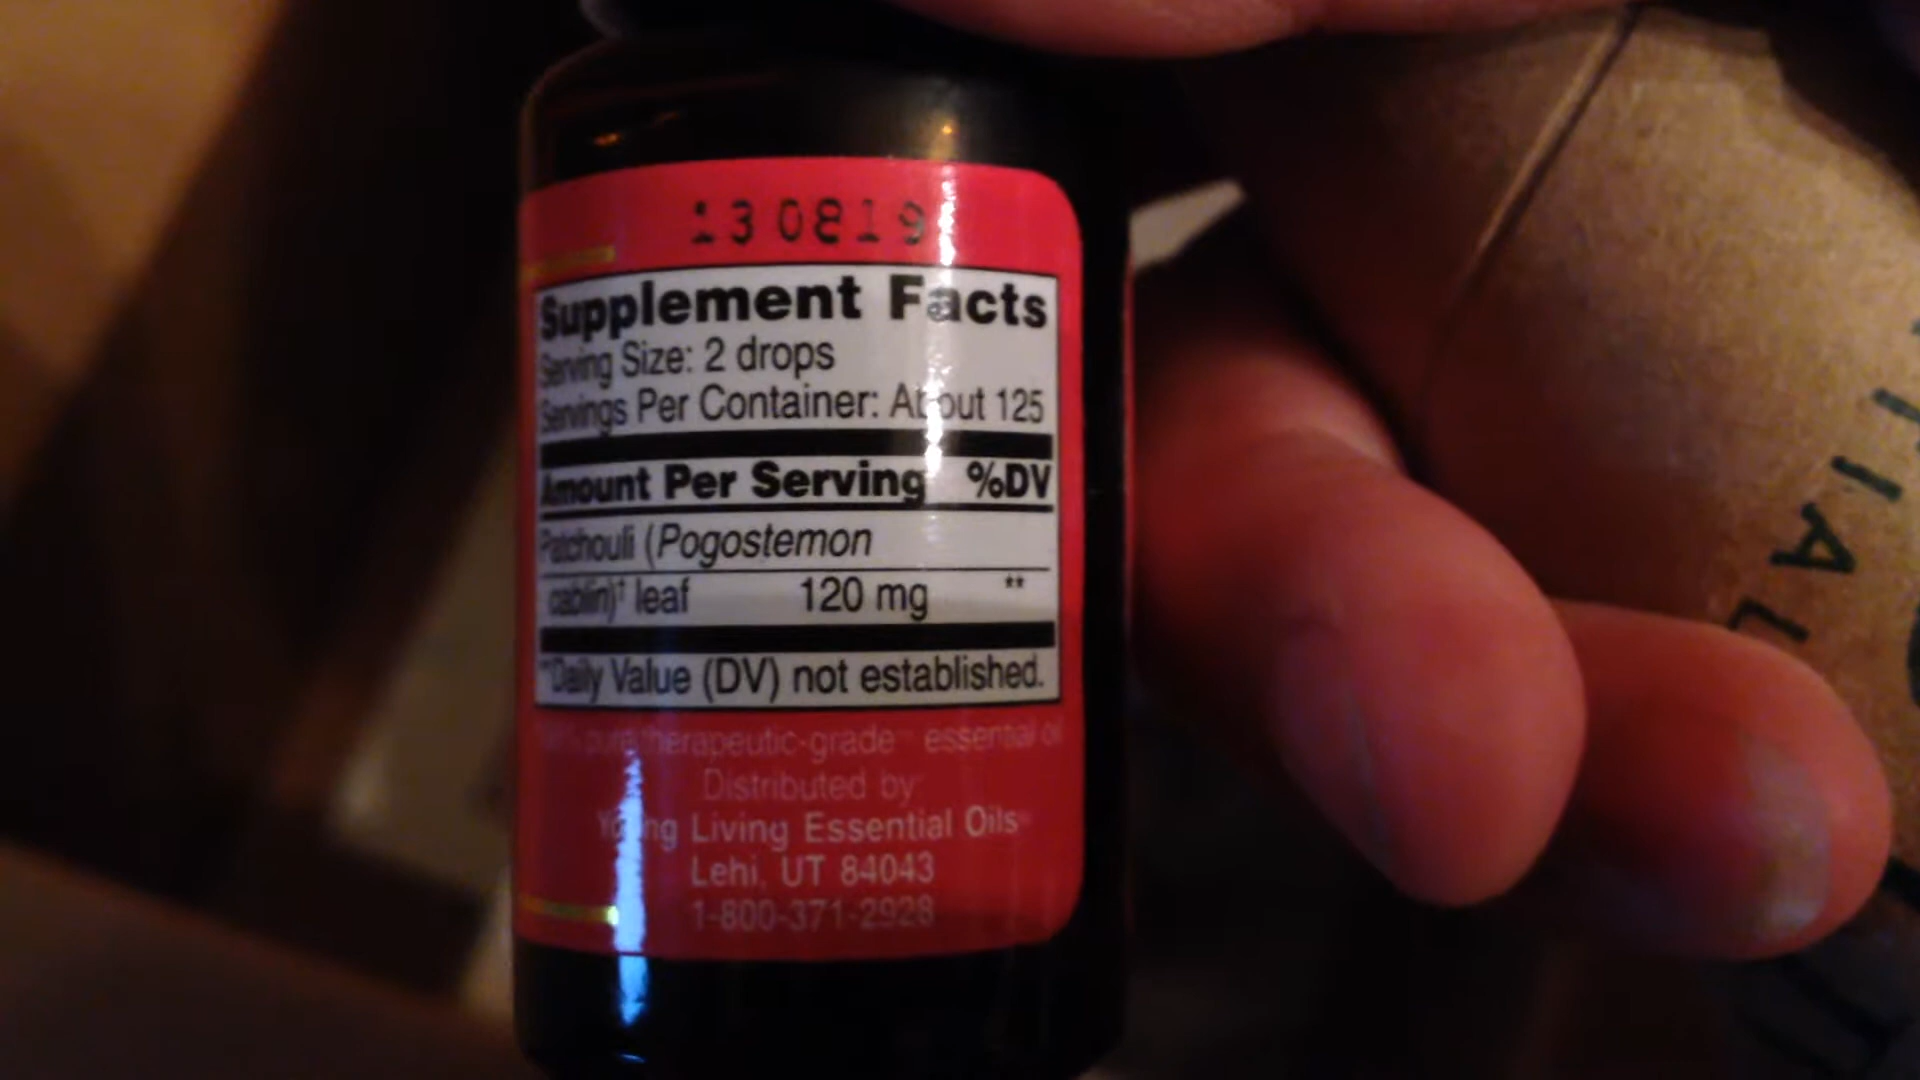 130819
Supplement Facts
Serving Size: 2 drops
Servings Per Container: About 125
Amount Per Serving %DV
Patchouli (Pogostemon
cablin)† leaf 120 mg **
**Daily Value (DV) not established.
pure therapeutic-grade™ essential
Distributed by
Young Living Essential Oils
Lehi, UT 84043
1-800-371-2928
IAL